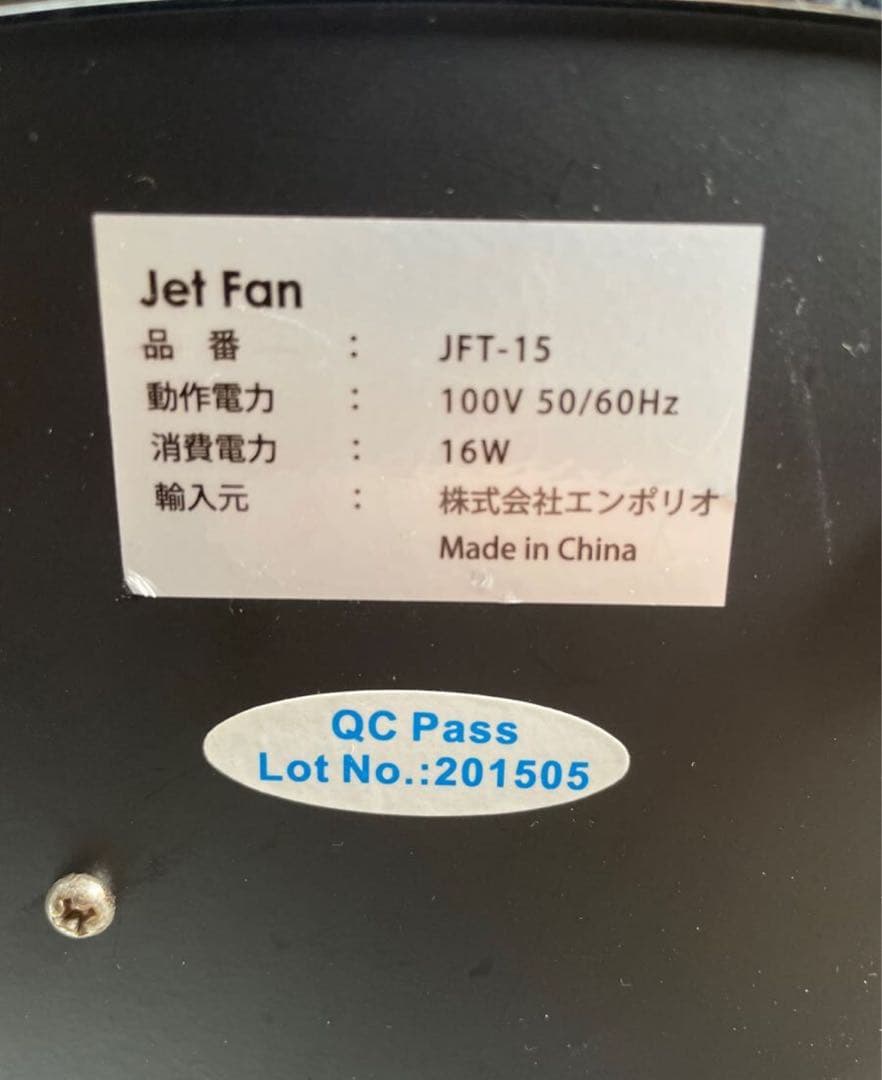 Jet Fan
品　番　：　JFT-15
動作電力　：　100V 50/60Hz
消費電力　：　16W
輸入元　：　株式会社エンポリオ
Made in China
QC Pass
Lot No.:201505